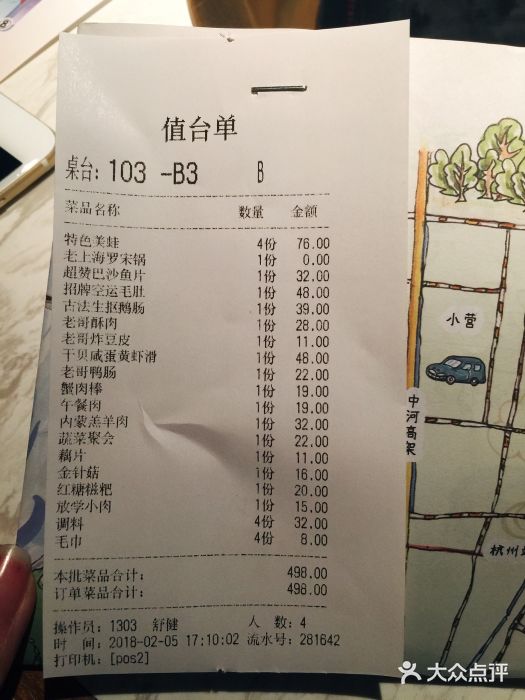 值台单
桌台: 103 -B3 B
菜品名称 数量 金额
特色美蛙 4份 76.00
老上海罗宋锅 1份 0.00
超赞巴沙鱼片 1份 32.00
招牌空运毛肚 1份 48.00
古法生抠鹅肠 1份 39.00
老哥酥肉 1份 28.00
老哥炸豆皮 1份 11.00
干贝咸蛋黄虾滑 1份 48.00
老哥鸭肠 1份 22.00
蟹肉棒 1份 19.00
午餐肉 1份 19.00
内蒙羔羊肉 1份 32.00
蔬菜聚会 1份 22.00
藕片 1份 11.00
金针菇 1份 16.00
红糖糍粑 1份 20.00
放学小肉 1份 15.00
调料 4份 32.00
毛巾 4份 8.00
本批菜品合计: 498.00
订单菜品合计: 498.00
操作员: 1303 舒健 人 数: 4
时 间: 2018-02-05 17:10:02 流水号: 281642
打印机: [pos2]
小营
中河高架
杭州
大众点评